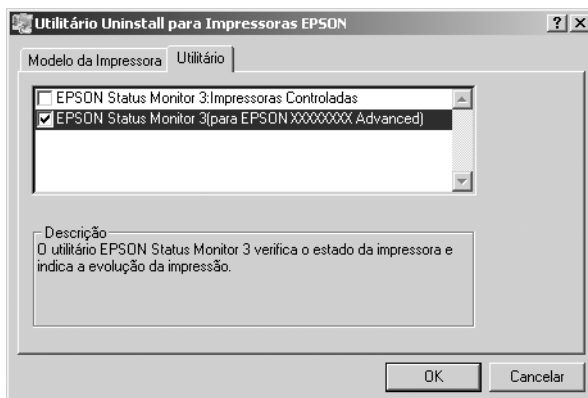 Utilitário Uninstall para Impressoras EPSON
Modelo da Impressora Utilitário
EPSON Status Monitor 3:Impressoras Controladas
EPSON Status Monitor 3(para EPSON XXXXXXXX Advanced)
Descrição
O utilitário EPSON Status Monitor 3 verifica o estado da impressora e
indica a evolução da impressão.
OK Cancelar